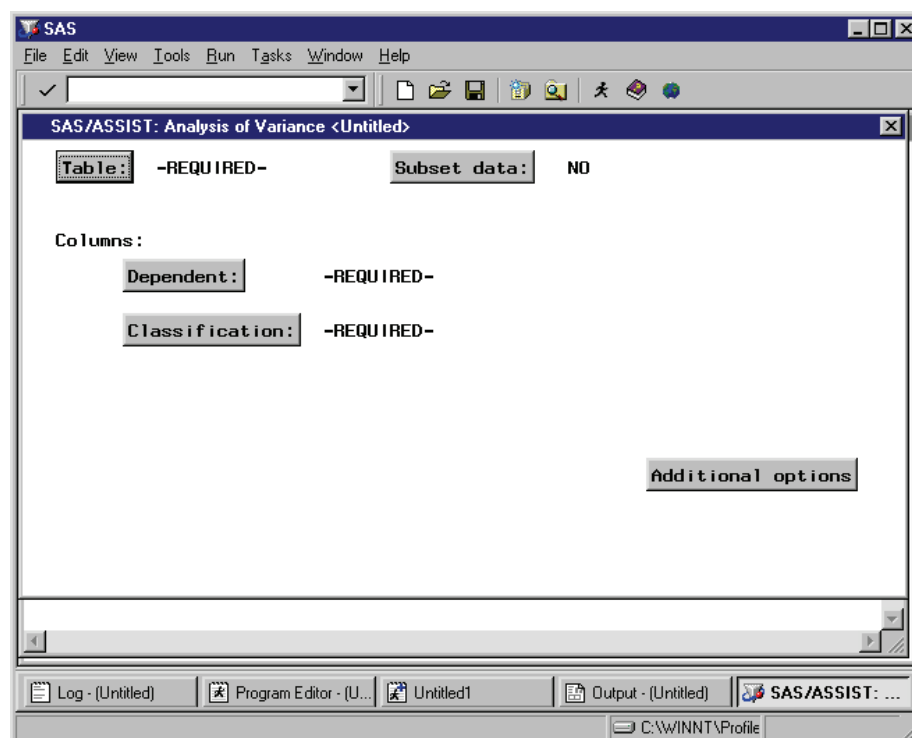 SAS
File Edit View Tools Run Tasks Window Help
SAS/ASSIST: Analysis of Variance <Untitled>
Table: -REQUIRED- Subset data: NO
Columns:
Dependent: -REQUIRED-
Classification: -REQUIRED-
Additional options
Log - (Untitled) Program Editor - (U... Untitled1 Output - (Untitled) SAS/ASSIST: ...
C:\WINNT\Profile